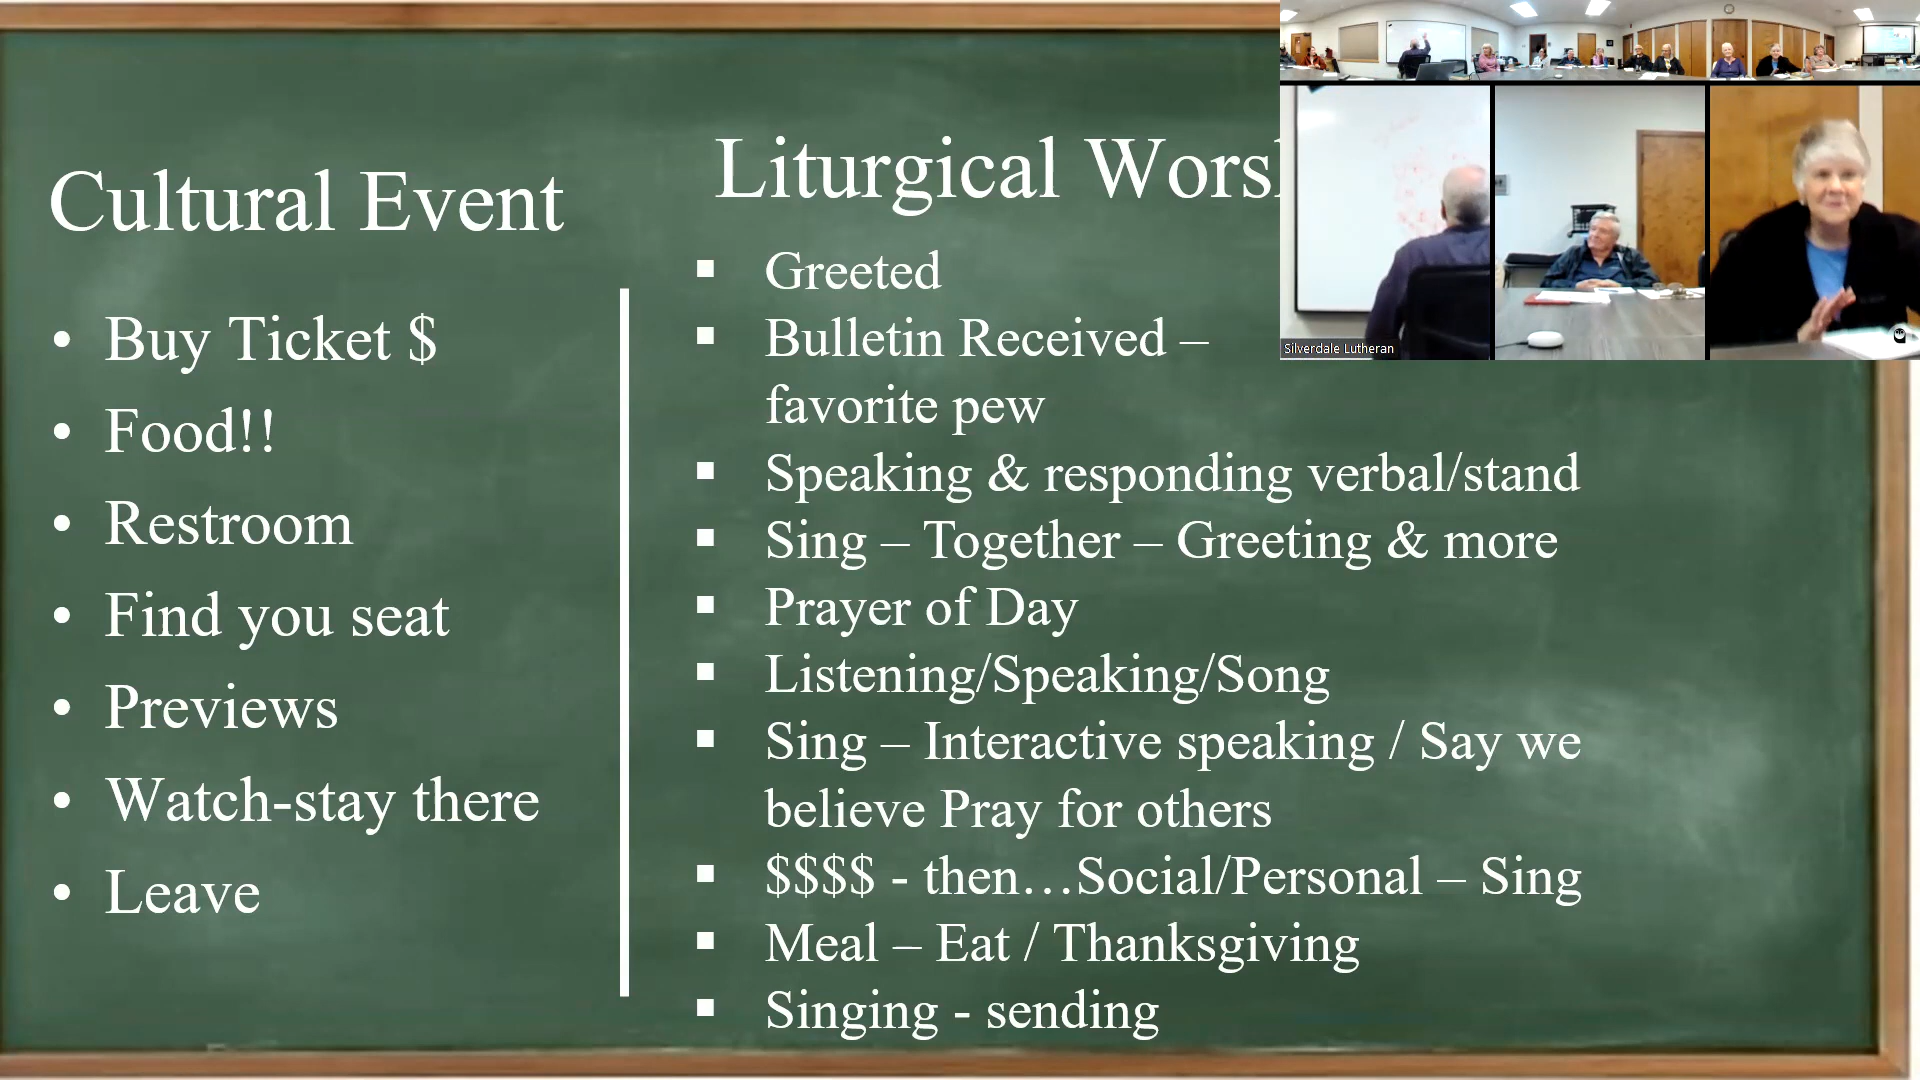 Cultural Event
• Buy Ticket $
• Food!!
• Restroom
• Find you seat
• Previews
• Watch-stay there
• Leave
Liturgical
▪ Greeted
▪ Bulletin Received –
favorite pew
▪ Speaking & responding verbal/stand
▪ Sing – Together – Greeting & more
▪ Prayer of Day
▪ Listening/Speaking/Song
▪ Sing – Interactive speaking / Say we
believe Pray for others
▪ $$$$ - then…Social/Personal – Sing
▪ Meal – Eat / Thanksgiving
▪ Singing - sending
Silverdale Lutheran